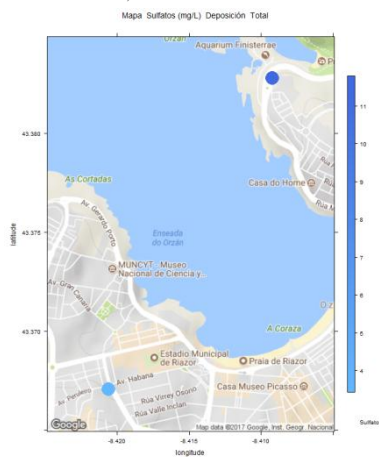 Mapa Sulfatos (mg/L) Deposición Total
Orzán
Aquarium Finisterrae
As Cortadas
Casa do Home
Av. Gerardo Porto
Enseada
do Orzán
MUNCYT - Museo
Nacional de Ciencia y...
Av. Gran Canaria
A Coraza
Estadio Municipal
de Riazor
Praia de Riazor
Av. Habana
Casa Museo Picasso
Rúa Virrey Osorio
Rúa Valle Inclán
Google
Map data ©2017 Google, Inst. Geogr. Nacional
43.380
43.375
43.370
latitude
-8.420
-8.415
-8.410
longitude
11
10
9
8
7
6
5
4
Sulfato